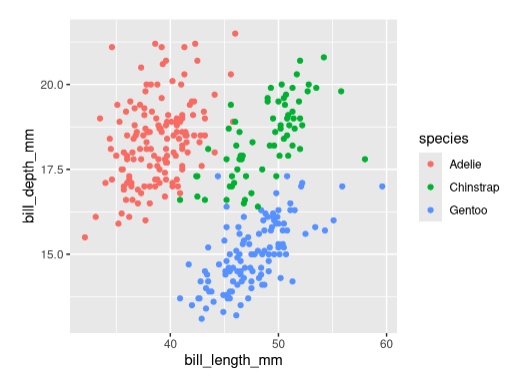 20.0
17.5
15.0
bill_depth_mm
40
50
60
bill_length_mm
species
Adelie
Chinstrap
Gentoo